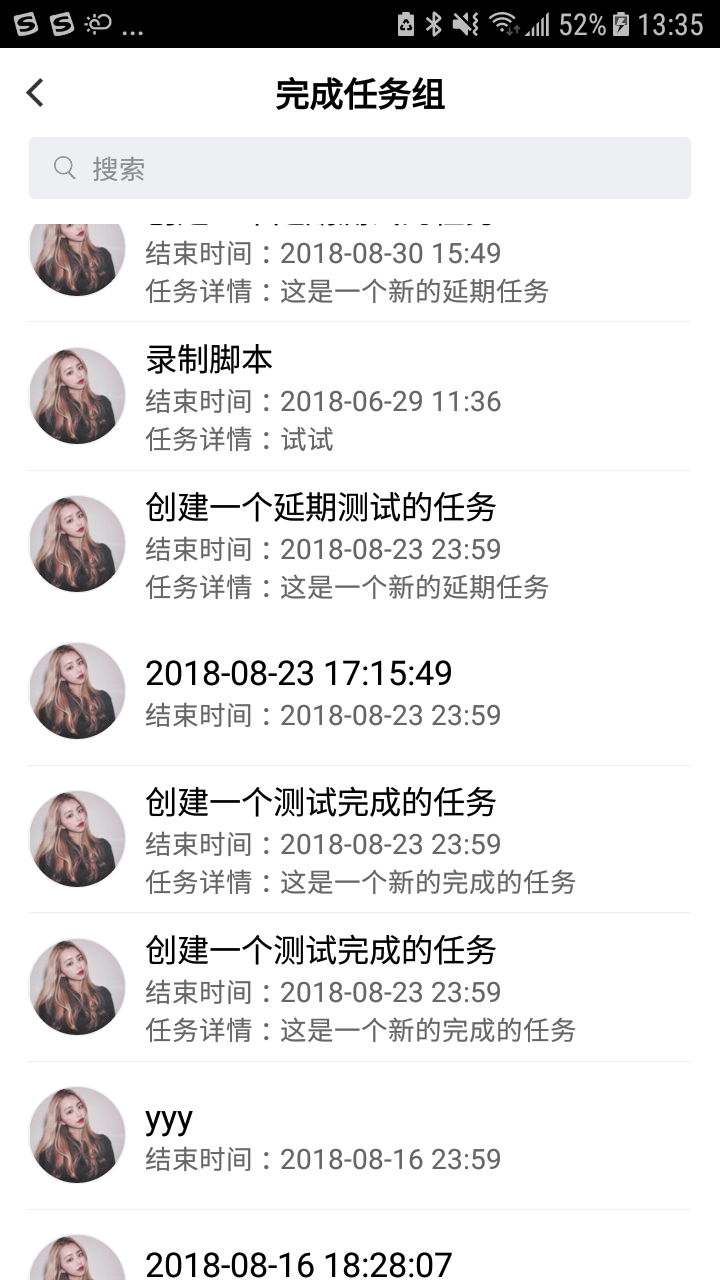 ... 52% 13:35
完成任务组
搜索
结束时间：2018-08-30 15:49
任务详情：这是一个新的延期任务
录制脚本
结束时间：2018-06-29 11:36
任务详情：试试
创建一个延期测试的任务
结束时间：2018-08-23 23:59
任务详情：这是一个新的延期任务
2018-08-23 17:15:49
结束时间：2018-08-23 23:59
创建一个测试完成的任务
结束时间：2018-08-23 23:59
任务详情：这是一个新的完成的任务
创建一个测试完成的任务
结束时间：2018-08-23 23:59
任务详情：这是一个新的完成的任务
yyy
结束时间：2018-08-16 23:59
2018-08-16 18:28:07